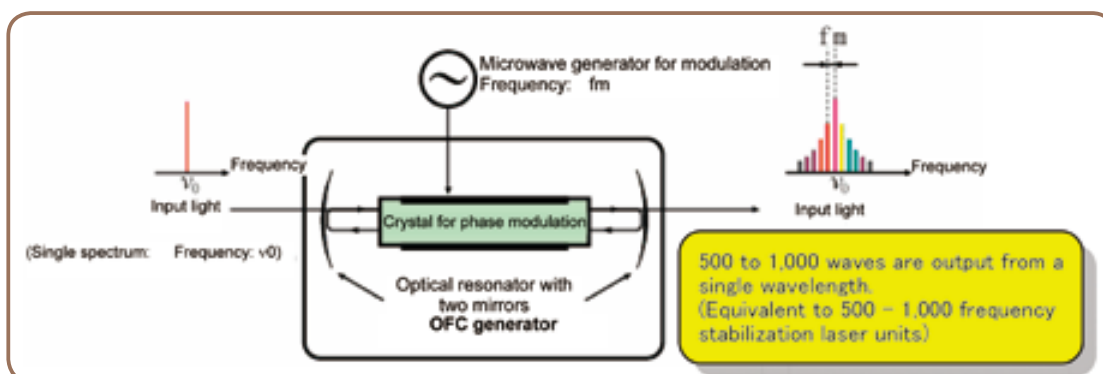 fm
Microwave generator for modulation
Frequency: fm
Frequency
ν0
Input light
(Single spectrum: Frequency: ν0)
Crystal for phase modulation
Optical resonator with
two mirrors
OFC generator
Frequency
ν0
Input light
500 to 1,000 waves are output from a
single wavelength.
(Equivalent to 500 - 1,000 frequency
stabilization laser units)